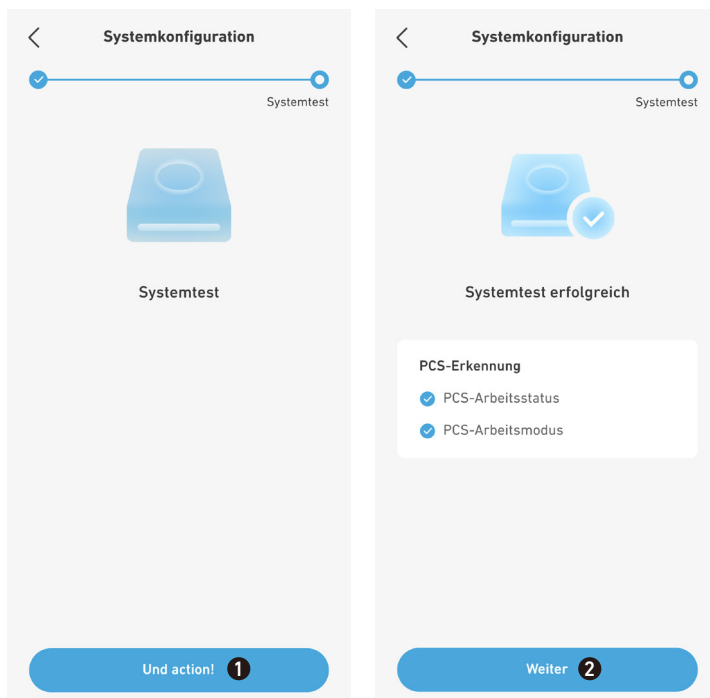 Systemkonfiguration
Systemtest
Systemtest
Und action! 1
Systemkonfiguration
Systemtest
Systemtest erfolgreich
PCS-Erkennung
PCS-Arbeitsstatus
PCS-Arbeitsmodus
Weiter 2